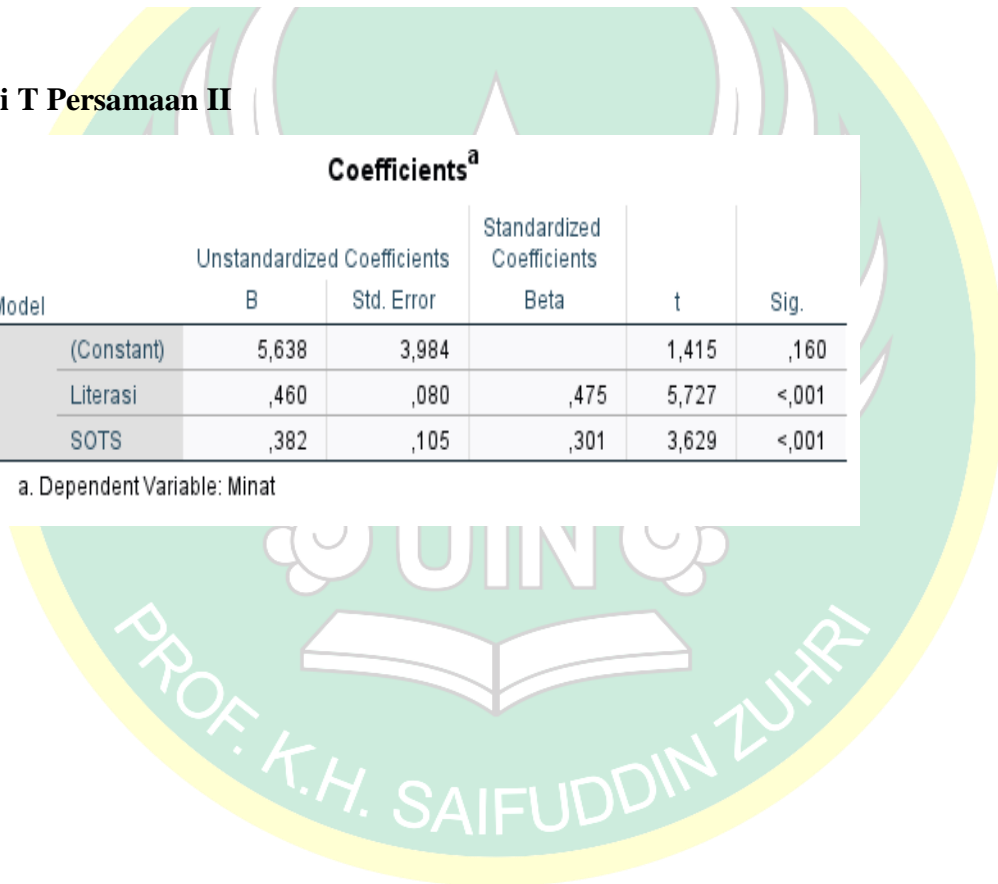 i T Persamaan II
Coefficientsa
Unstandardized Coefficients Standardized Coefficients
Model B Std. Error Beta t Sig.
(Constant) 5,638 3,984 1,415 ,160
Literasi ,460 ,080 ,475 5,727 <,001
SOTS ,382 ,105 ,301 3,629 <,001
a. Dependent Variable: Minat
UIN
PROF. K.H. SAIFUDDIN ZUHRI